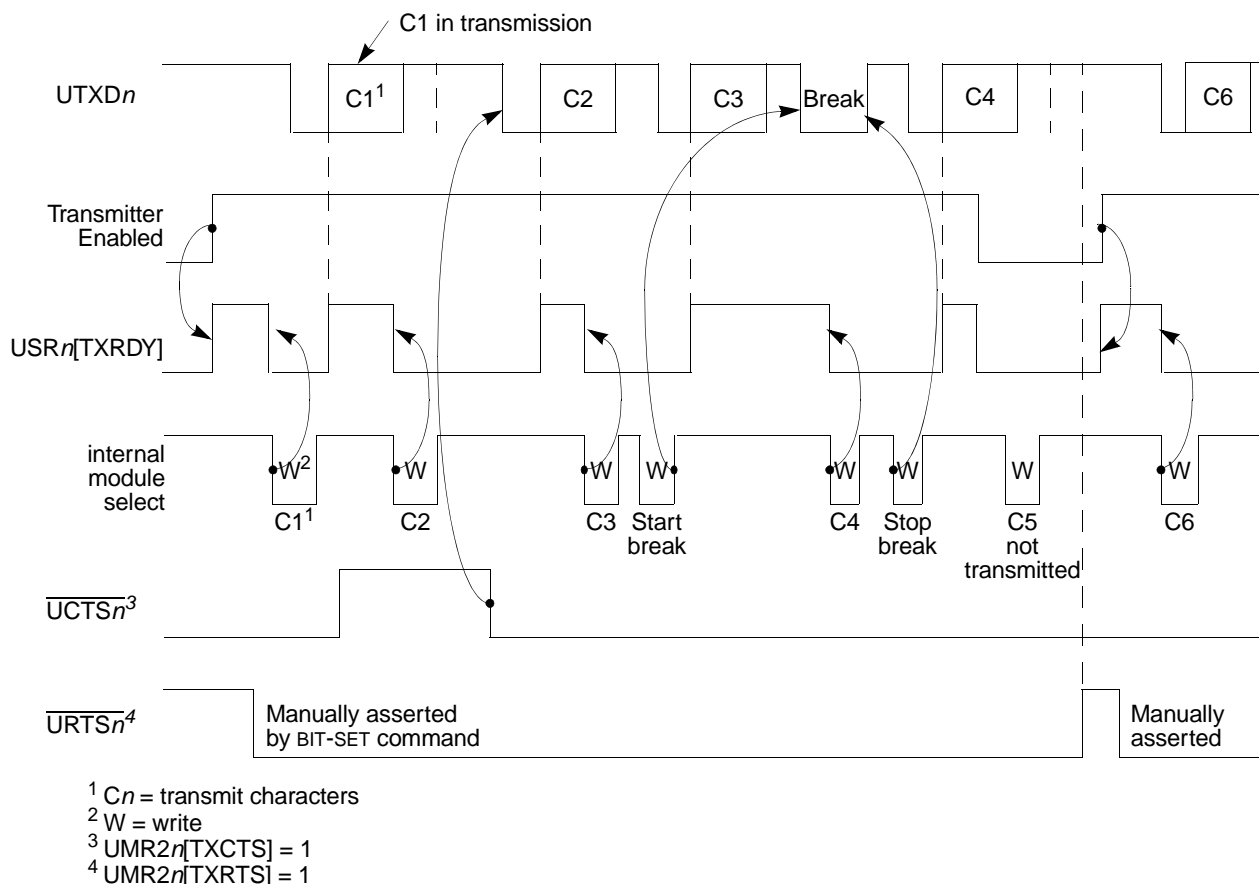 C1 in transmission
UTXDn
C1¹
C2
C3
Break
C4
C6
Transmitter
Enabled
USRn[TXRDY]
internal
module
select
W²
W
W
W
W
W
W
W
C1¹
C2
C3
Start
break
C4
Stop
break
C5
not
transmitted
C6
UCTSn³
URTSn⁴
Manually asserted
by BIT-SET command
Manually
asserted
¹ Cn = transmit characters
² W = write
³ UMR2n[TXCTS] = 1
⁴ UMR2n[TXRTS] = 1